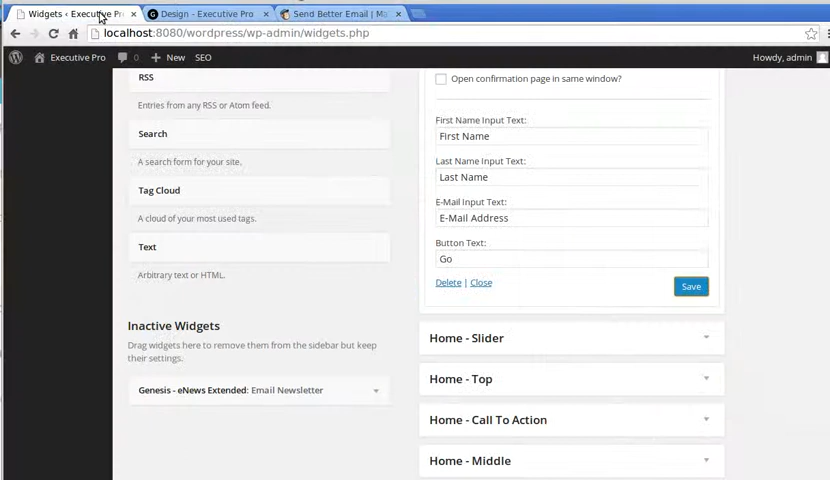 Widgets ‹ Executive Pr
Design - Executive Pro
Send Better Email | Ma
localhost:8080/wordpress/wp-admin/widgets.php
Executive Pro
0
New
SEO
Howdy, admin
RSS
Entries from any RSS or Atom feed.
Search
A search form for your site.
Tag Cloud
A cloud of your most used tags.
Text
Arbitrary text or HTML.
Inactive Widgets
Drag widgets here to remove them from the sidebar but keep
their settings.
Genesis - eNews Extended: Email Newsletter
Open confirmation page in same window?
First Name Input Text:
First Name
Last Name Input Text:
Last Name
E-Mail Input Text:
E-Mail Address
Button Text:
Go
Delete | Close
Save
Home - Slider
Home - Top
Home - Call To Action
Home - Middle